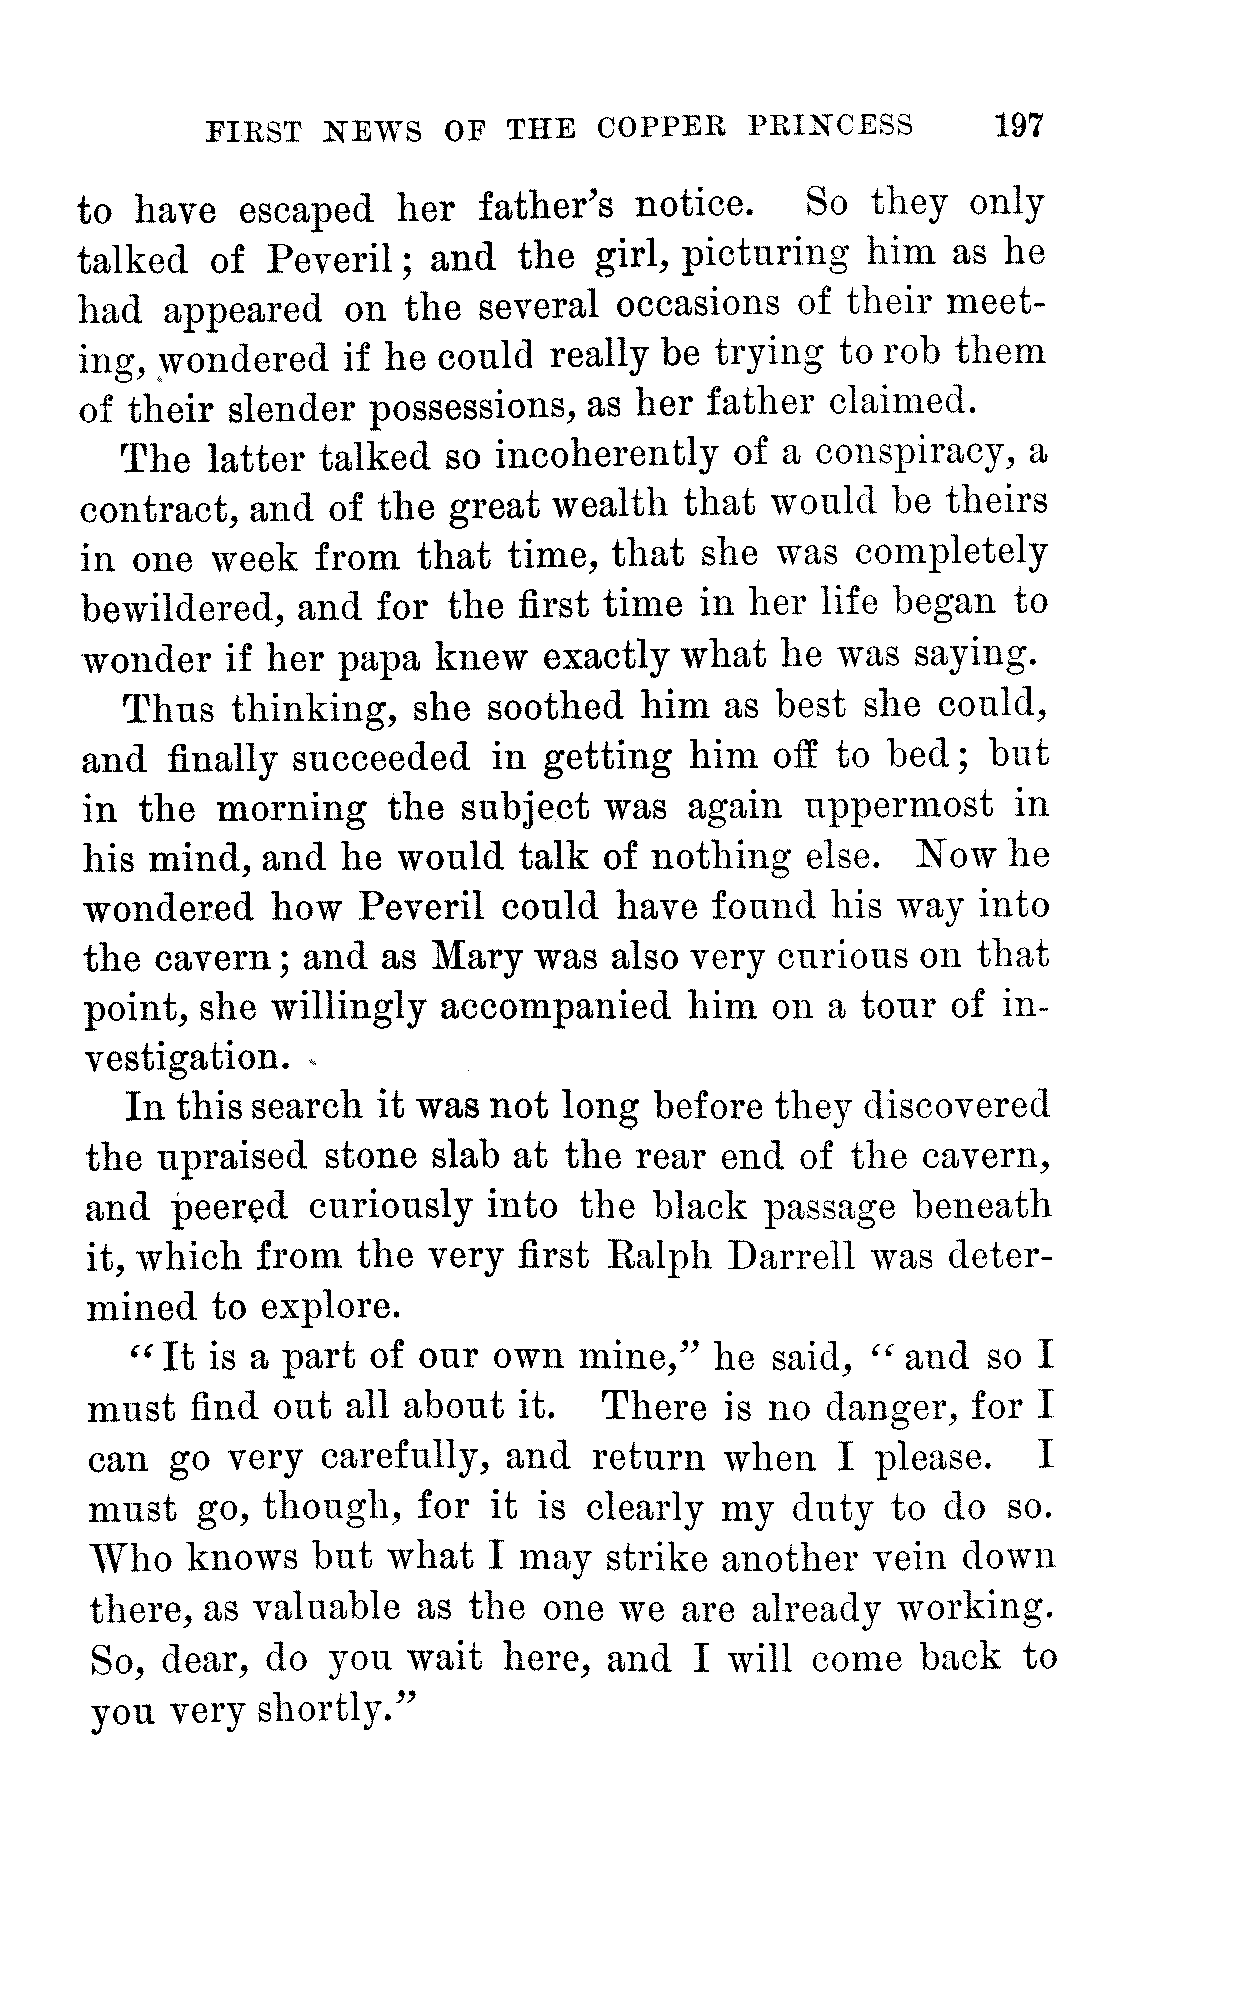 FIRST NEWS OF THE COPPER PRINCESS 197
to have escaped her father's notice. So they only
talked of Peveril; and the girl, picturing him as he
had appeared on the several occasions of their meet-
ing, wondered if he could really be trying to rob them
of their slender possessions, as her father claimed.
The latter talked so incoherently of a conspiracy, a
contract, and of the great wealth that would be theirs
in one week from that time, that she was completely
bewildered, and for the first time in her life began to
wonder if her papa knew exactly what he was saying.
Thus thinking, she soothed him as best she could,
and finally succeeded in getting him off to bed; but
in the morning the subject was again uppermost in
his mind, and he would talk of nothing else. Now he
wondered how Peveril could have found his way into
the cavern; and as Mary was also very curious on that
point, she willingly accompanied him on a tour of in-
vestigation.
In this search it was not long before they discovered
the upraised stone slab at the rear end of the cavern,
and peered curiously into the black passage beneath
it, which from the very first Ralph Darrell was deter-
mined to explore.
"It is a part of our own mine," he said, "and so I
must find out all about it. There is no danger, for I
can go very carefully, and return when I please. I
must go, though, for it is clearly my duty to do so.
Who knows but what I may strike another vein down
there, as valuable as the one we are already working.
So, dear, do you wait here, and I will come back to
you very shortly."